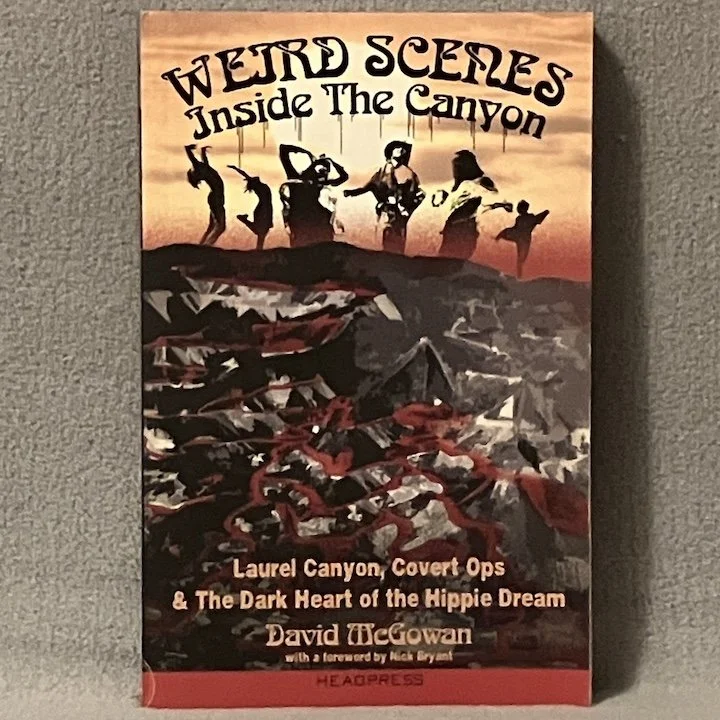 WEIRD SCENES
Inside The Canyon
Laurel Canyon, Covert Ops
& The Dark Heart of the Hippie Dream
David McGowan
with a foreword by Nick Bryant
HEADPRESS